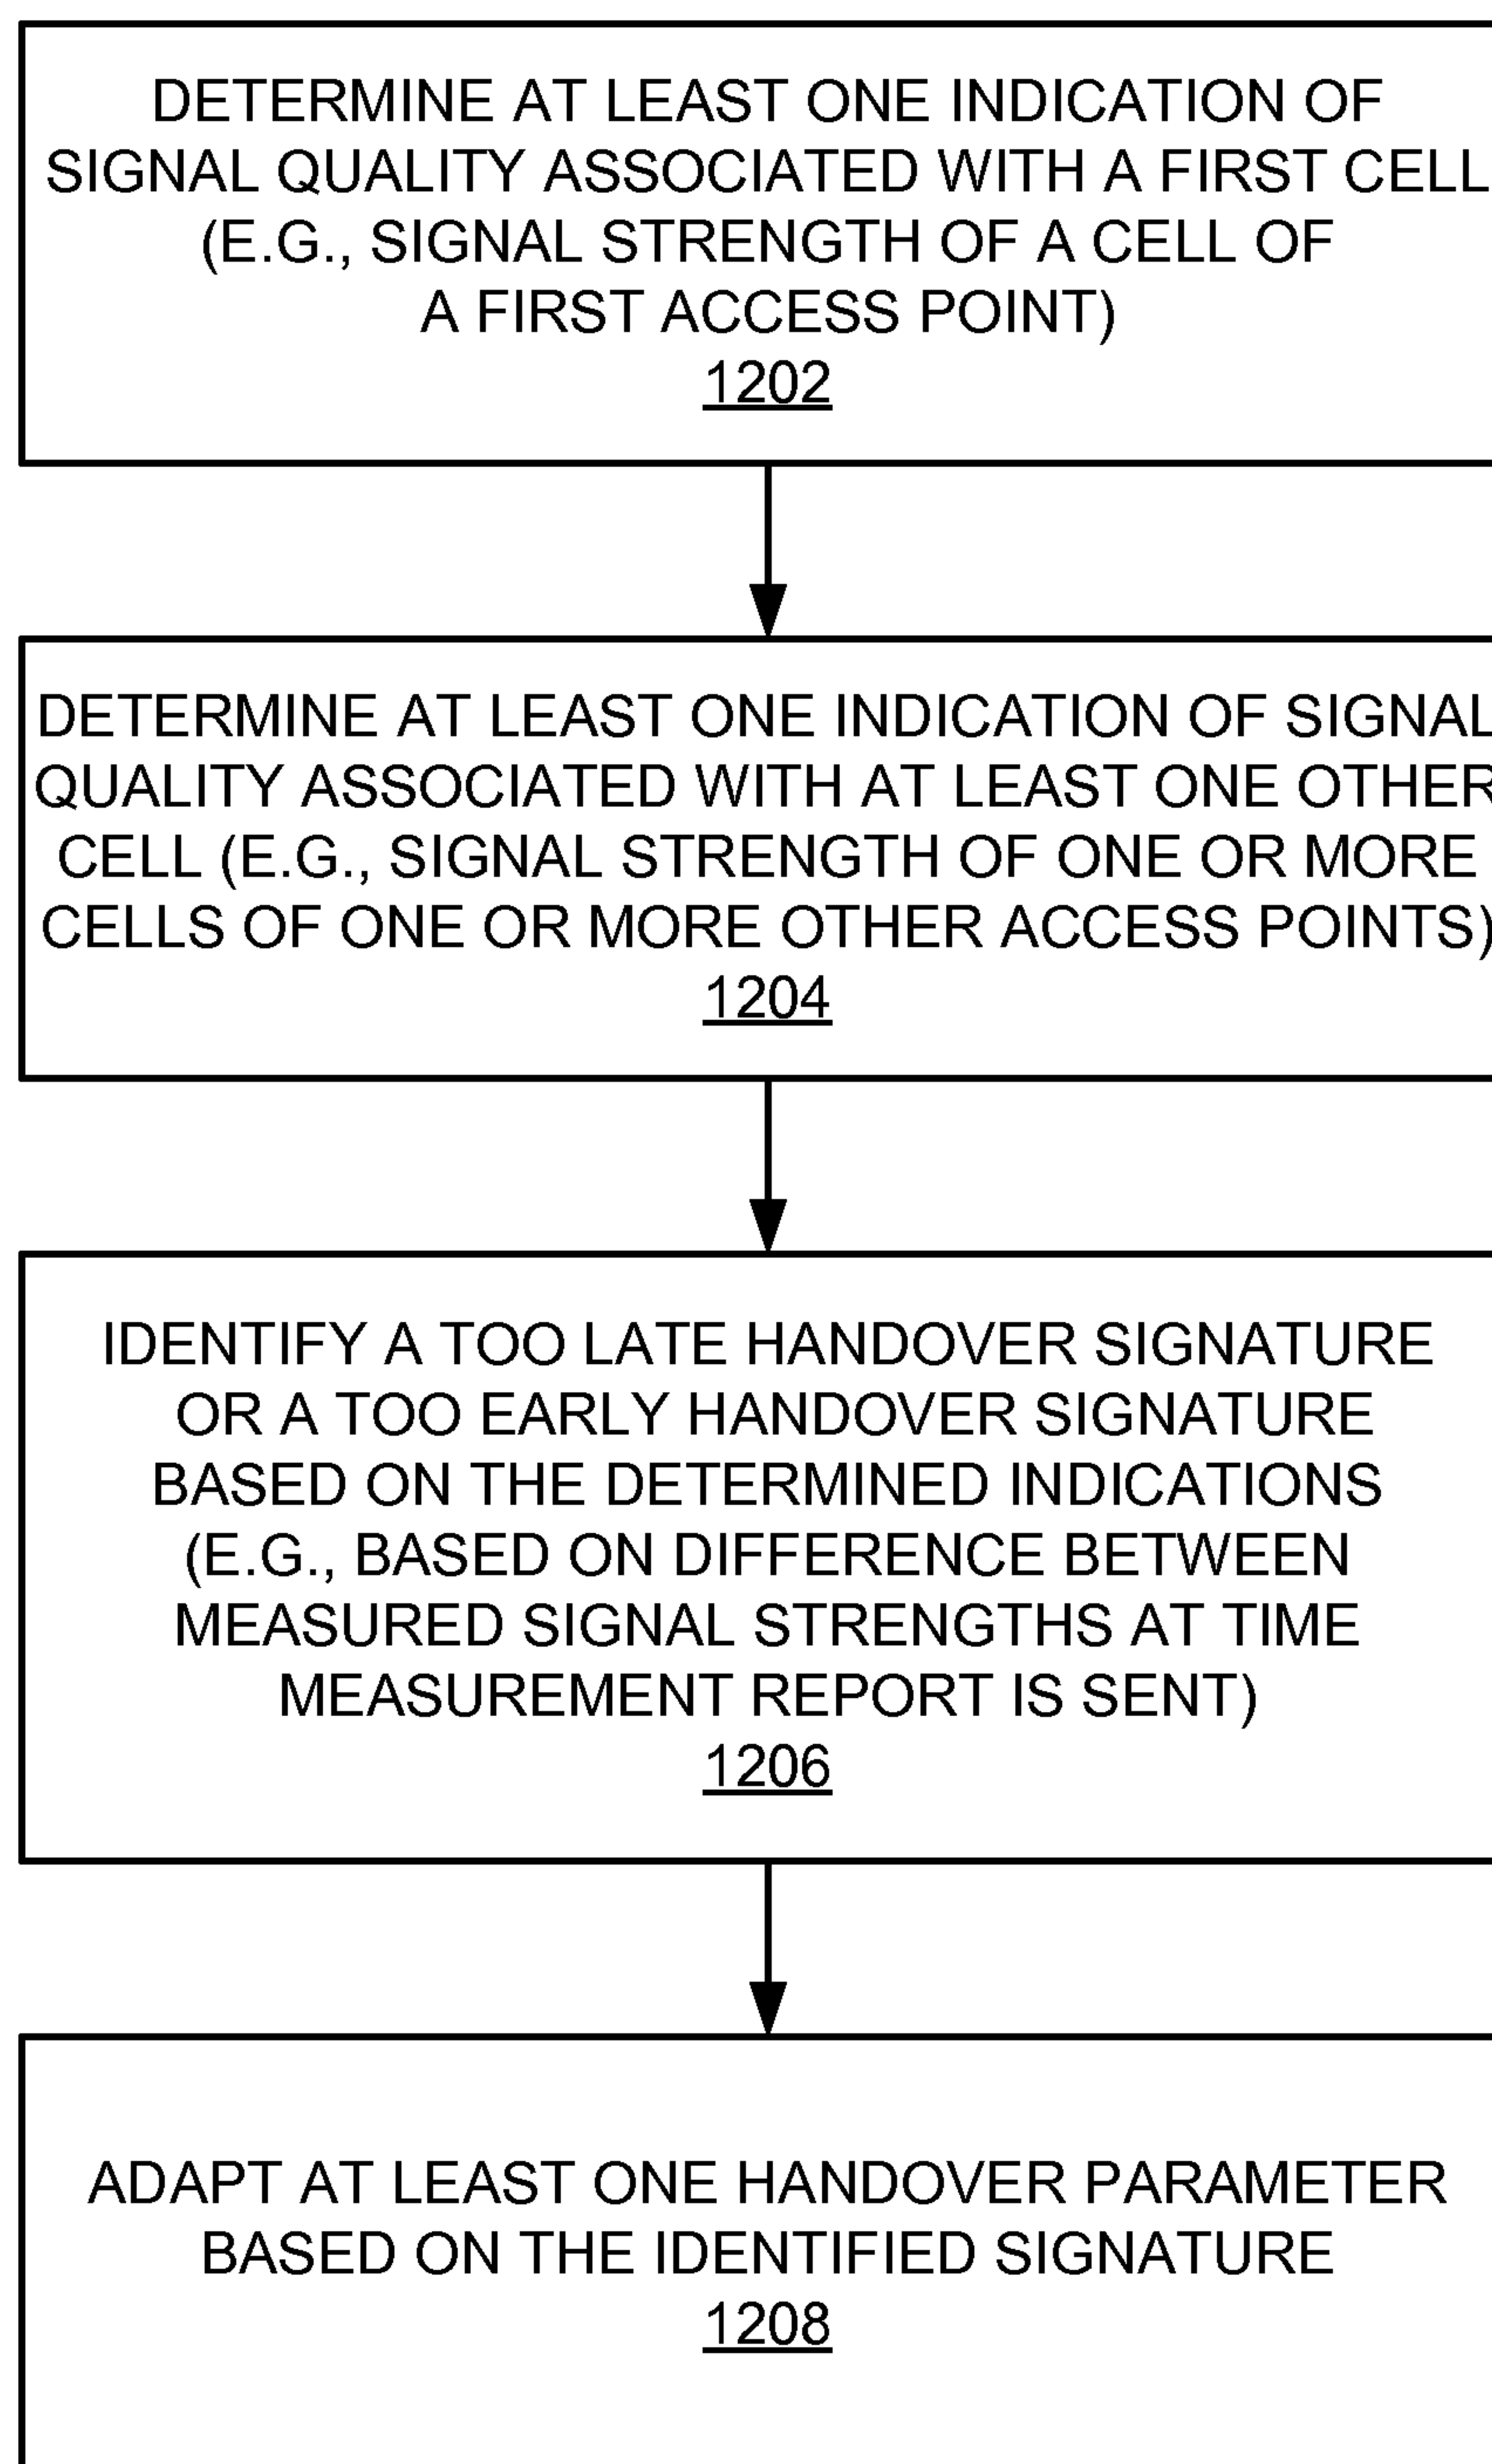 DETERMINE AT LEAST ONE INDICATION OF
SIGNAL QUALITY ASSOCIATED WITH A FIRST CELL
(E.G., SIGNAL STRENGTH OF A CELL OF
A FIRST ACCESS POINT)
1202
DETERMINE AT LEAST ONE INDICATION OF SIGNAL
QUALITY ASSOCIATED WITH AT LEAST ONE OTHER
CELL (E.G., SIGNAL STRENGTH OF ONE OR MORE
CELLS OF ONE OR MORE OTHER ACCESS POINTS)
1204
IDENTIFY A TOO LATE HANDOVER SIGNATURE
OR A TOO EARLY HANDOVER SIGNATURE
BASED ON THE DETERMINED INDICATIONS
(E.G., BASED ON DIFFERENCE BETWEEN
MEASURED SIGNAL STRENGTHS AT TIME
MEASUREMENT REPORT IS SENT)
1206
ADAPT AT LEAST ONE HANDOVER PARAMETER
BASED ON THE IDENTIFIED SIGNATURE
1208